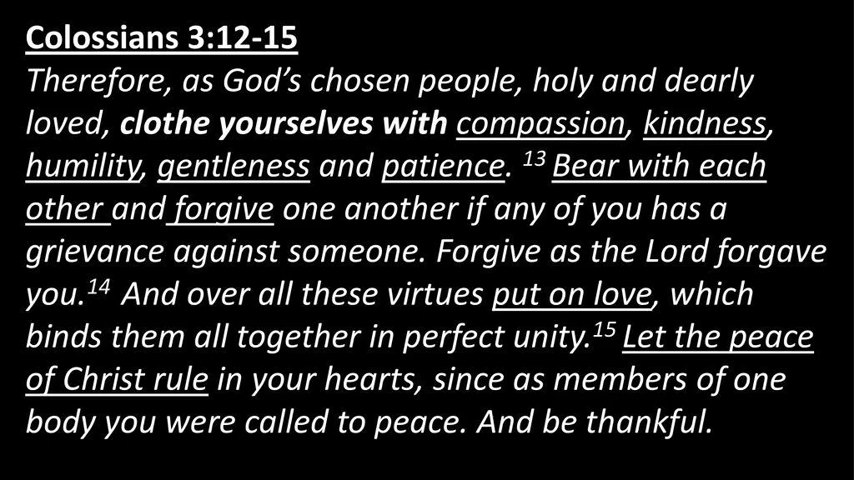 Colossians 3:12-15
Therefore, as God’s chosen people, holy and dearly
loved, clothe yourselves with compassion, kindness,
humility, gentleness and patience. 13 Bear with each
other and forgive one another if any of you has a
grievance against someone. Forgive as the Lord forgave
you.14 And over all these virtues put on love, which
binds them all together in perfect unity.15 Let the peace
of Christ rule in your hearts, since as members of one
body you were called to peace. And be thankful.